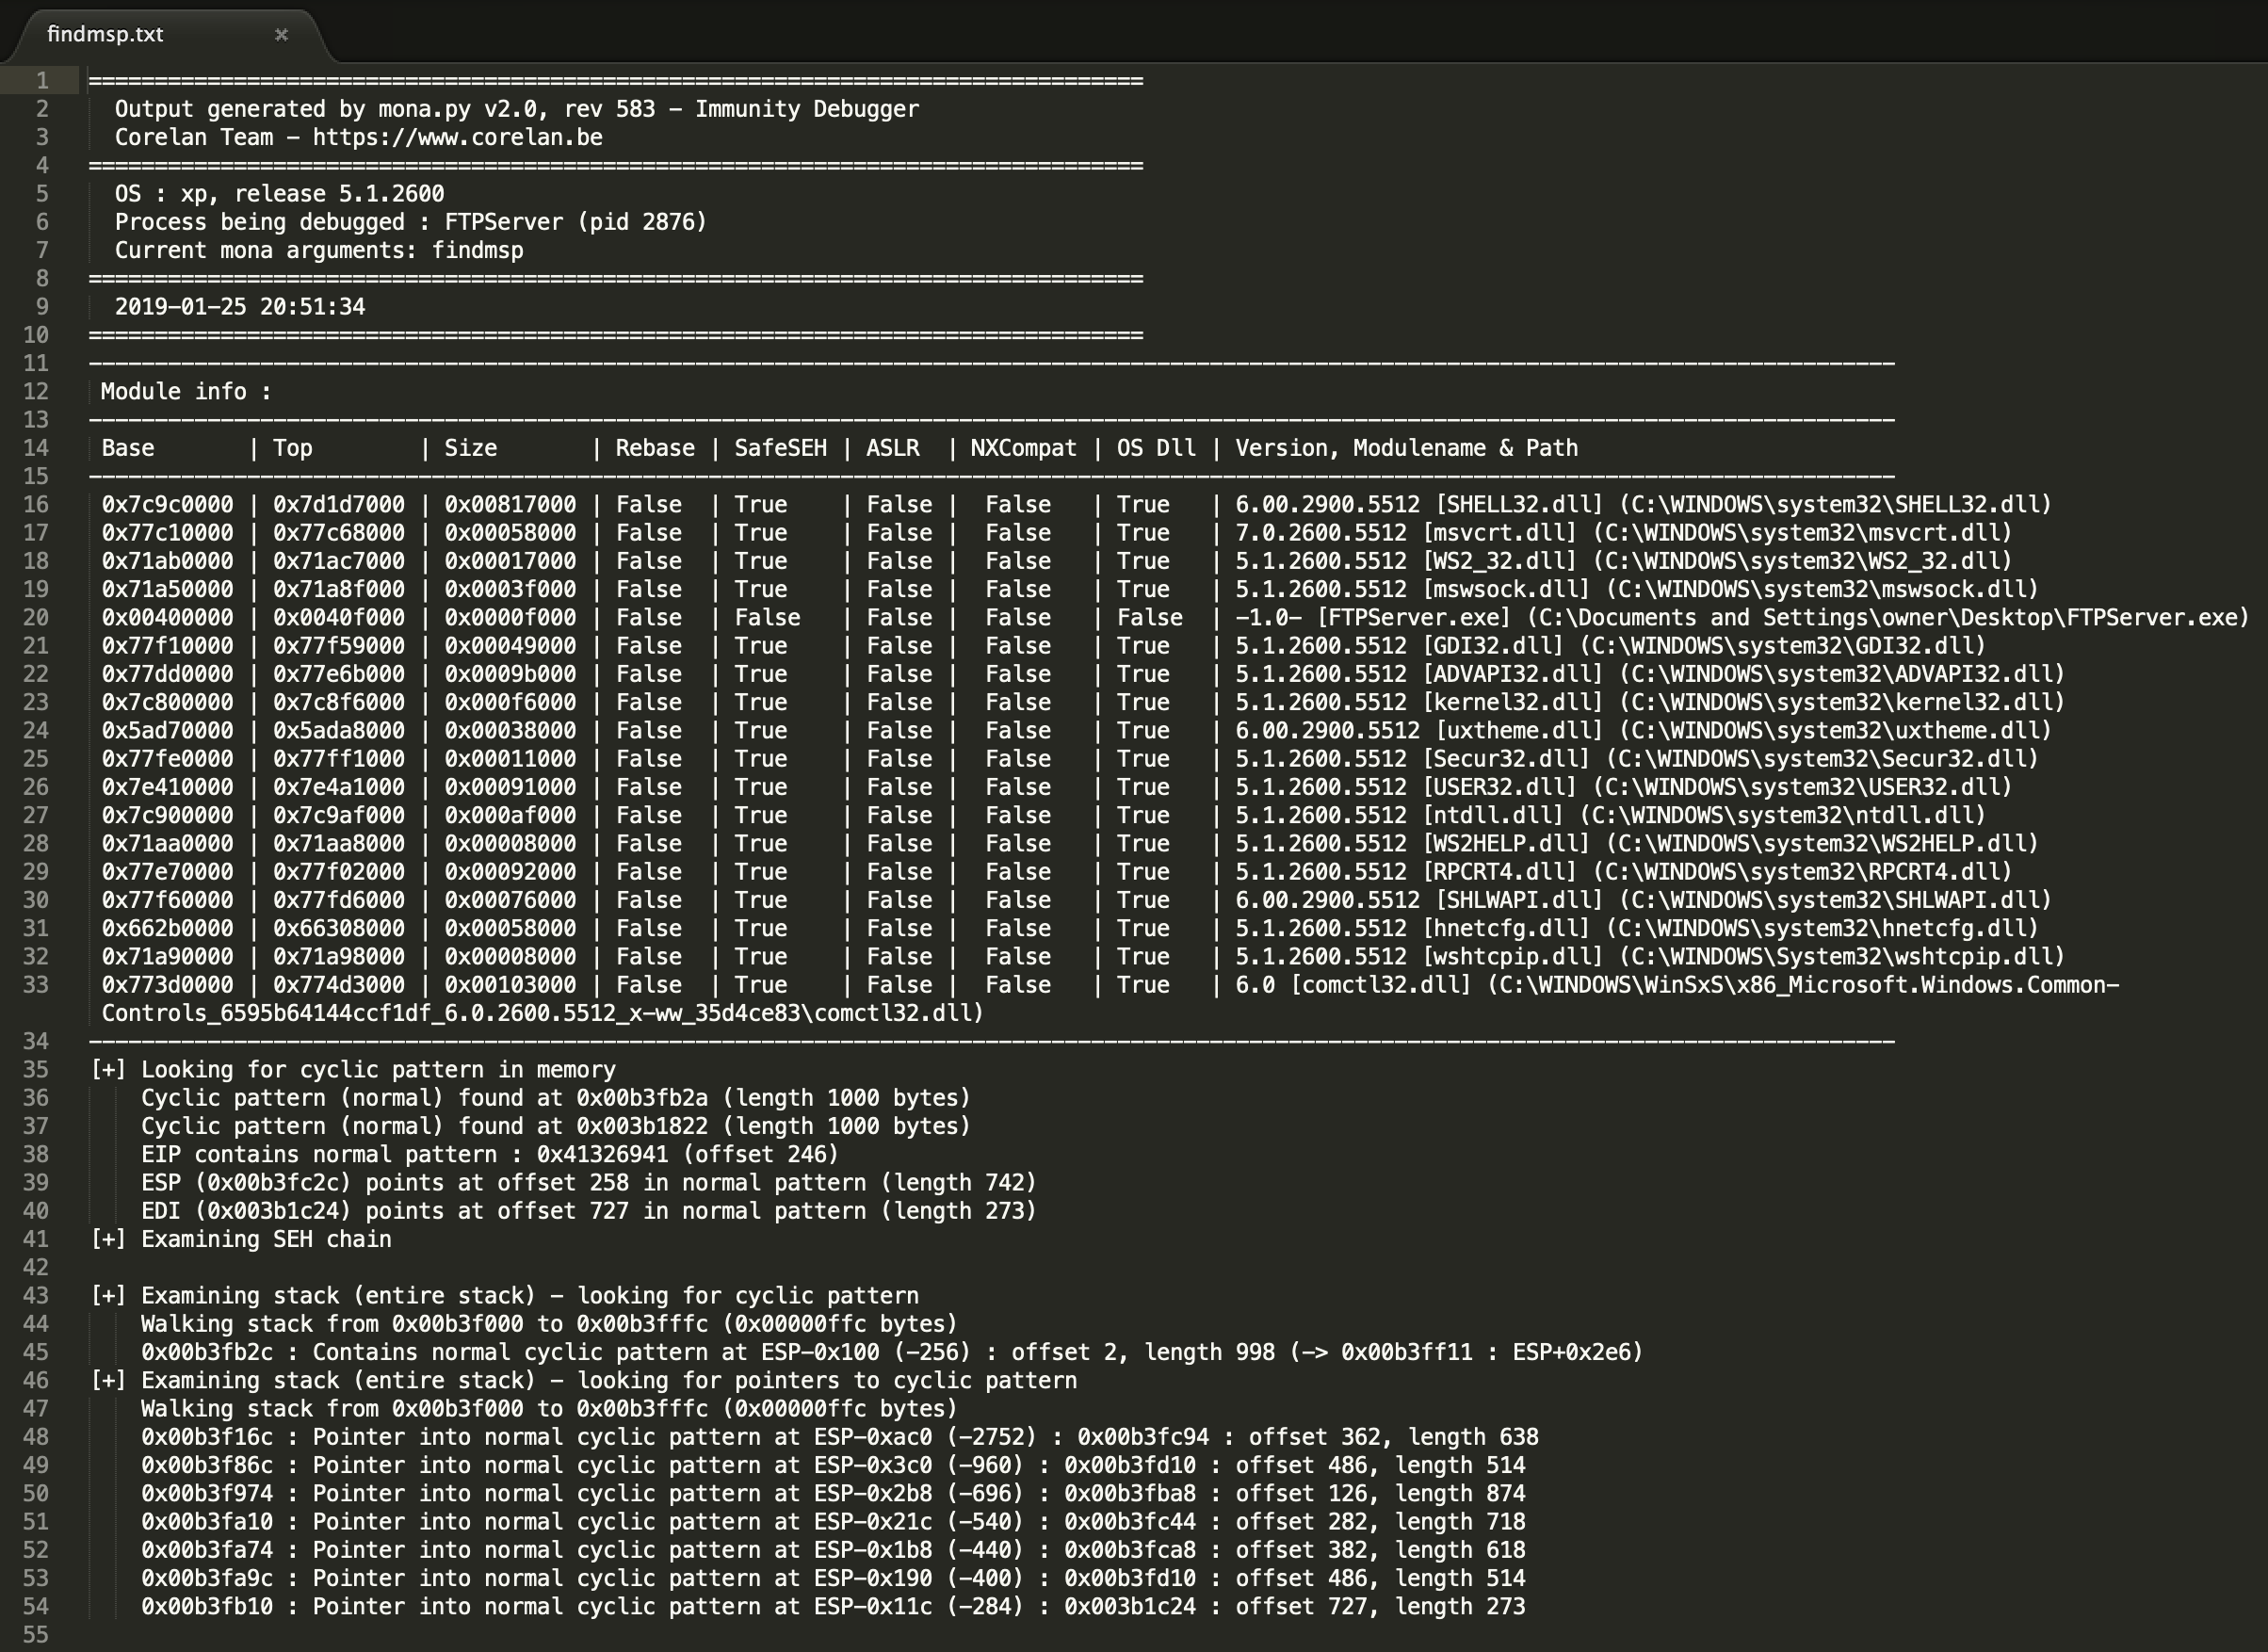 findmsp.txt ×
1 ================================================================================
2 Output generated by mona.py v2.0, rev 583 - Immunity Debugger
3 Corelan Team - https://www.corelan.be
4 ================================================================================
5 OS : xp, release 5.1.2600
6 Process being debugged : FTPServer (pid 2876)
7 Current mona arguments: findmsp
8 ================================================================================
9 2019-01-25 20:51:34
10 ================================================================================
11 -----------------------------------------------------------------------------------------------------------------------------------------
12 Module info :
13 -----------------------------------------------------------------------------------------------------------------------------------------
14 Base | Top | Size | Rebase | SafeSEH | ASLR | NXCompat | OS Dll | Version, Modulename & Path
15 -----------------------------------------------------------------------------------------------------------------------------------------
16 0x7c9c0000 | 0x7d1d7000 | 0x00817000 | False | True | False | False | True | 6.00.2900.5512 [SHELL32.dll] (C:\WINDOWS\system32\SHELL32.dll)
17 0x77c10000 | 0x77c68000 | 0x00058000 | False | True | False | False | True | 7.0.2600.5512 [msvcrt.dll] (C:\WINDOWS\system32\msvcrt.dll)
18 0x71ab0000 | 0x71ac7000 | 0x00017000 | False | True | False | False | True | 5.1.2600.5512 [WS2_32.dll] (C:\WINDOWS\system32\WS2_32.dll)
19 0x71a50000 | 0x71a8f000 | 0x0003f000 | False | True | False | False | True | 5.1.2600.5512 [mswsock.dll] (C:\WINDOWS\system32\mswsock.dll)
20 0x00400000 | 0x0040f000 | 0x0000f000 | False | False | False | False | False | -1.0- [FTPServer.exe] (C:\Documents and Settings\owner\Desktop\FTPServer.exe)
21 0x77f10000 | 0x77f59000 | 0x00049000 | False | True | False | False | True | 5.1.2600.5512 [GDI32.dll] (C:\WINDOWS\system32\GDI32.dll)
22 0x77dd0000 | 0x77e6b000 | 0x0009b000 | False | True | False | False | True | 5.1.2600.5512 [ADVAPI32.dll] (C:\WINDOWS\system32\ADVAPI32.dll)
23 0x7c800000 | 0x7c8f6000 | 0x000f6000 | False | True | False | False | True | 5.1.2600.5512 [kernel32.dll] (C:\WINDOWS\system32\kernel32.dll)
24 0x5ad70000 | 0x5ada8000 | 0x00038000 | False | True | False | False | True | 6.00.2900.5512 [uxtheme.dll] (C:\WINDOWS\system32\uxtheme.dll)
25 0x77fe0000 | 0x77ff1000 | 0x00011000 | False | True | False | False | True | 5.1.2600.5512 [Secur32.dll] (C:\WINDOWS\system32\Secur32.dll)
26 0x7e410000 | 0x7e4a1000 | 0x00091000 | False | True | False | False | True | 5.1.2600.5512 [USER32.dll] (C:\WINDOWS\system32\USER32.dll)
27 0x7c900000 | 0x7c9af000 | 0x000af000 | False | True | False | False | True | 5.1.2600.5512 [ntdll.dll] (C:\WINDOWS\system32\ntdll.dll)
28 0x71aa0000 | 0x71aa8000 | 0x00008000 | False | True | False | False | True | 5.1.2600.5512 [WS2HELP.dll] (C:\WINDOWS\system32\WS2HELP.dll)
29 0x77e70000 | 0x77f02000 | 0x00092000 | False | True | False | False | True | 5.1.2600.5512 [RPCRT4.dll] (C:\WINDOWS\system32\RPCRT4.dll)
30 0x77f60000 | 0x77fd6000 | 0x00076000 | False | True | False | False | True | 6.00.2900.5512 [SHLWAPI.dll] (C:\WINDOWS\system32\SHLWAPI.dll)
31 0x662b0000 | 0x66308000 | 0x00058000 | False | True | False | False | True | 5.1.2600.5512 [hnetcfg.dll] (C:\WINDOWS\system32\hnetcfg.dll)
32 0x71a90000 | 0x71a98000 | 0x00008000 | False | True | False | False | True | 5.1.2600.5512 [wshtcpip.dll] (C:\WINDOWS\System32\wshtcpip.dll)
33 0x773d0000 | 0x774d3000 | 0x00103000 | False | True | False | False | True | 6.0 [comctl32.dll] (C:\WINDOWS\WinSxS\x86_Microsoft.Windows.Common-
Controls_6595b64144ccf1df_6.0.2600.5512_x-ww_35d4ce83\comctl32.dll)
34 -----------------------------------------------------------------------------------------------------------------------------------------
35 [+] Looking for cyclic pattern in memory
36 Cyclic pattern (normal) found at 0x00b3fb2a (length 1000 bytes)
37 Cyclic pattern (normal) found at 0x003b1822 (length 1000 bytes)
38 EIP contains normal pattern : 0x41326941 (offset 246)
39 ESP (0x00b3fc2c) points at offset 258 in normal pattern (length 742)
40 EDI (0x003b1c24) points at offset 727 in normal pattern (length 273)
41 [+] Examining SEH chain
42
43 [+] Examining stack (entire stack) - looking for cyclic pattern
44 Walking stack from 0x00b3f000 to 0x00b3fffc (0x00000ffc bytes)
45 0x00b3fb2c : Contains normal cyclic pattern at ESP-0x100 (-256) : offset 2, length 998 (-> 0x00b3ff11 : ESP+0x2e6)
46 [+] Examining stack (entire stack) - looking for pointers to cyclic pattern
47 Walking stack from 0x00b3f000 to 0x00b3fffc (0x00000ffc bytes)
48 0x00b3f16c : Pointer into normal cyclic pattern at ESP-0xac0 (-2752) : 0x00b3fc94 : offset 362, length 638
49 0x00b3f86c : Pointer into normal cyclic pattern at ESP-0x3c0 (-960) : 0x00b3fd10 : offset 486, length 514
50 0x00b3f974 : Pointer into normal cyclic pattern at ESP-0x2b8 (-696) : 0x00b3fba8 : offset 126, length 874
51 0x00b3fa10 : Pointer into normal cyclic pattern at ESP-0x21c (-540) : 0x00b3fc44 : offset 282, length 718
52 0x00b3fa74 : Pointer into normal cyclic pattern at ESP-0x1b8 (-440) : 0x00b3fca8 : offset 382, length 618
53 0x00b3fa9c : Pointer into normal cyclic pattern at ESP-0x190 (-400) : 0x00b3fd10 : offset 486, length 514
54 0x00b3fb10 : Pointer into normal cyclic pattern at ESP-0x11c (-284) : 0x003b1c24 : offset 727, length 273
55